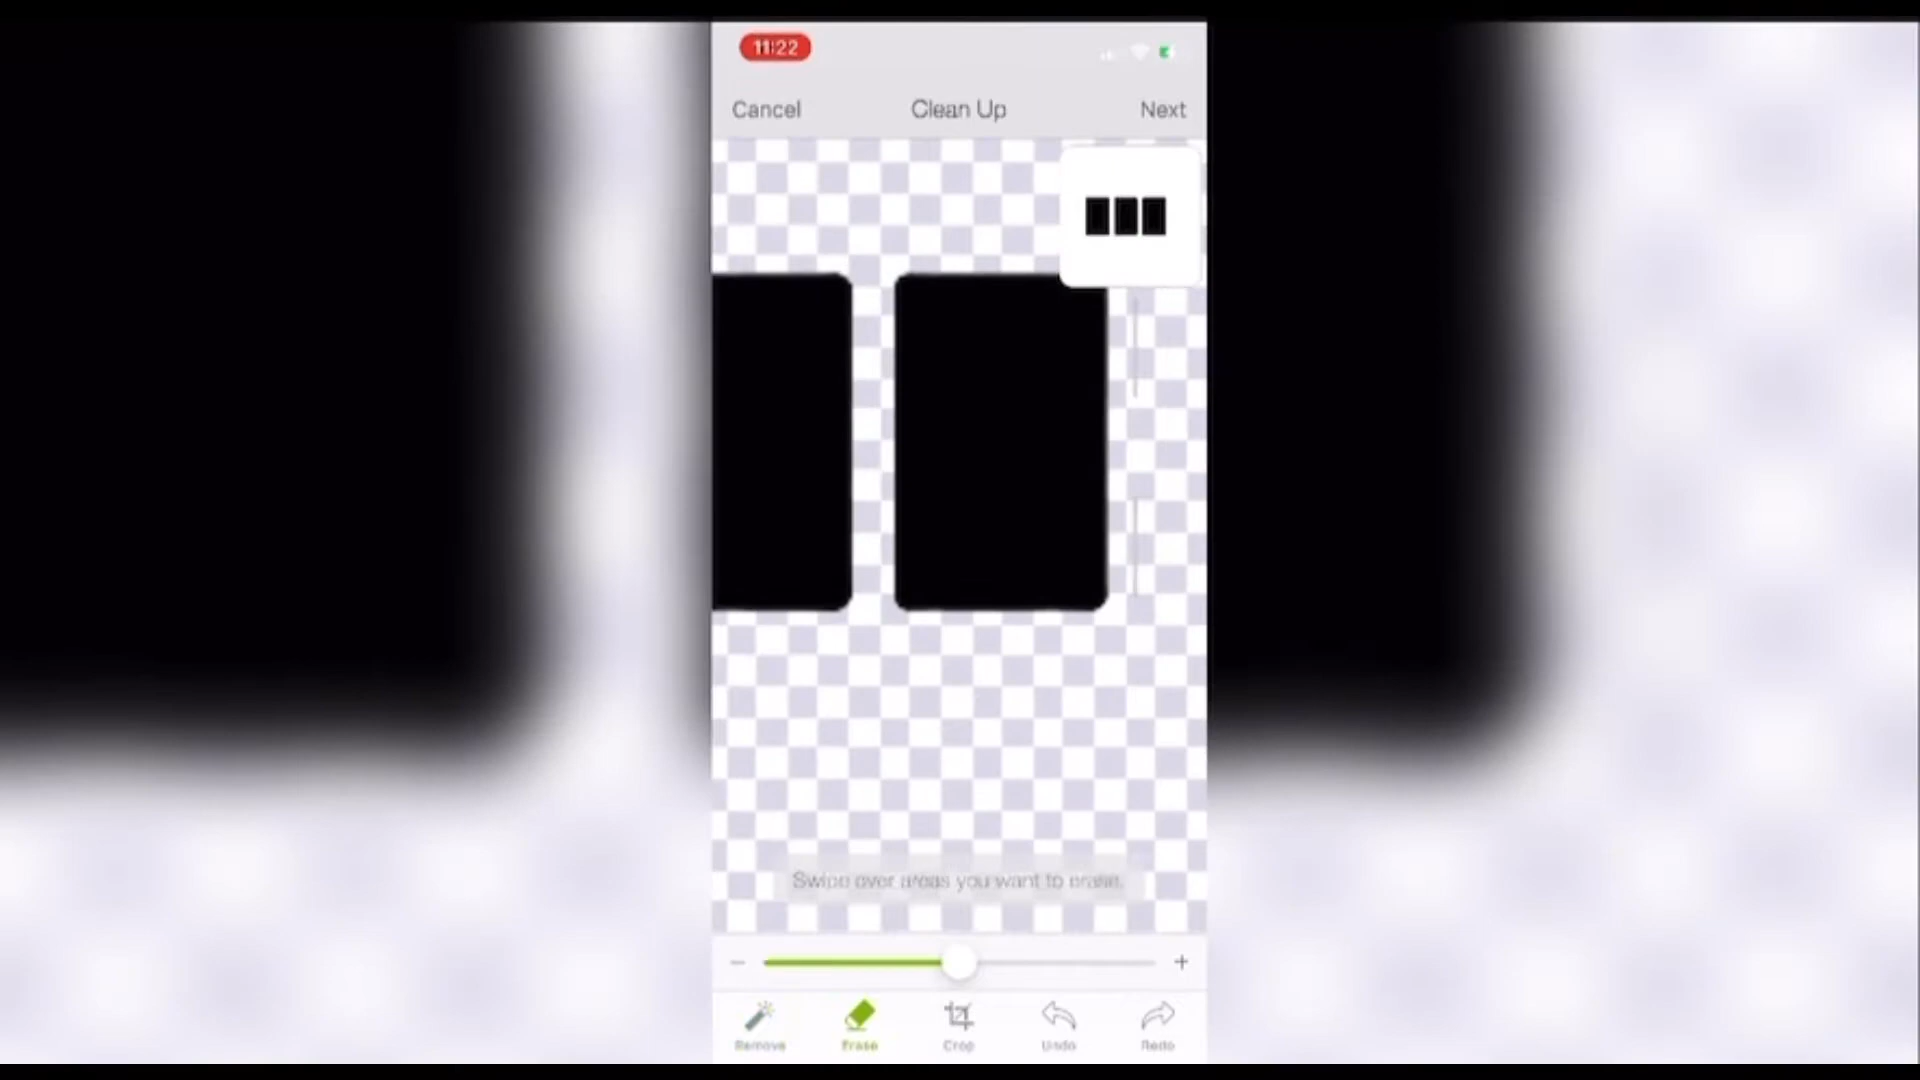 11:22
Cancel Clean Up Next
Swipe over areas you want to erase.
Remove Erase Crop Undo Redo